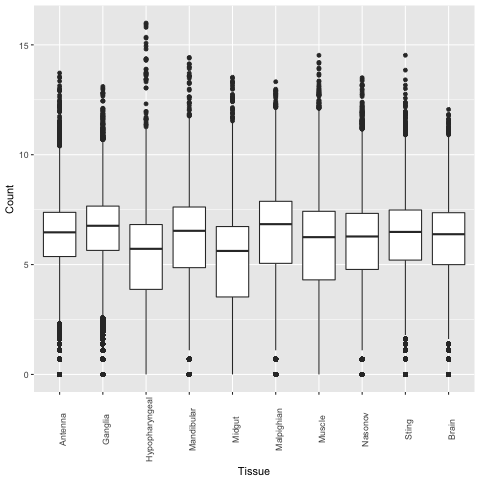 Count
15
10
5
0
Antenna
Ganglia
Hypopharyngeal
Mandibular
Midgut
Malpighian
Muscle
Nasonov
Sting
Brain
Tissue